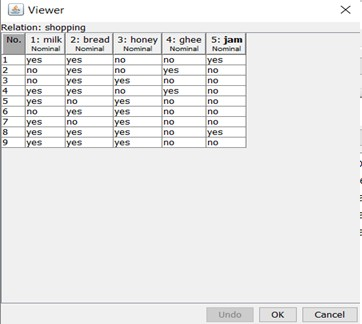 Viewer
Relation: shopping
No. 1: milk 2: bread 3: honey 4: ghee 5: jam
Nominal Nominal Nominal Nominal Nominal
1 yes yes no no yes
2 no yes no yes no
3 no yes yes no no
4 yes yes no yes no
5 yes no yes no no
6 no yes yes no no
7 yes no yes no no
8 yes yes yes no yes
9 yes yes yes no no
Undo OK Cancel